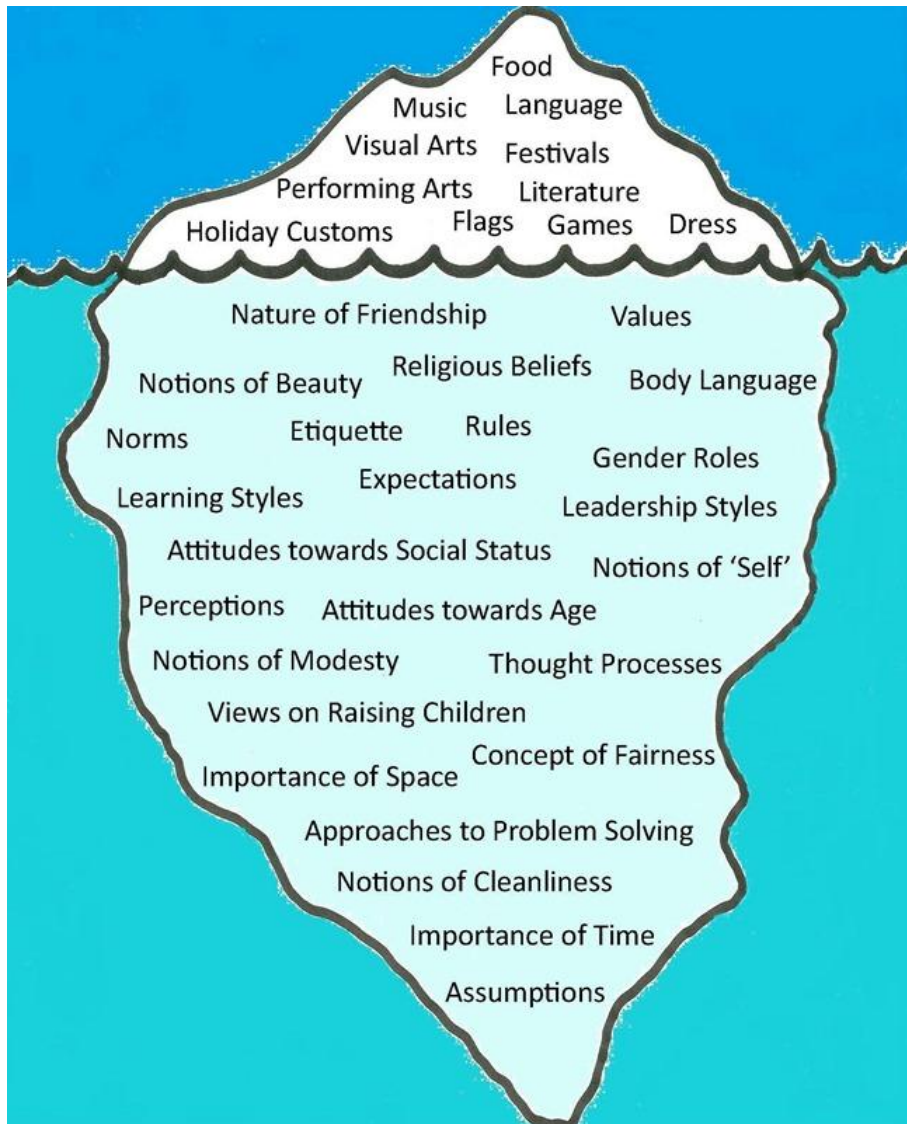 Food
Music
Language
Visual Arts
Festivals
Performing Arts
Literature
Holiday Customs
Flags
Games
Dress
Nature of Friendship
Values
Religious Beliefs
Notions of Beauty
Body Language
Norms
Etiquette
Rules
Gender Roles
Expectations
Learning Styles
Leadership Styles
Attitudes towards Social Status
Notions of ‘Self’
Perceptions
Attitudes towards Age
Notions of Modesty
Thought Processes
Views on Raising Children
Concept of Fairness
Importance of Space
Approaches to Problem Solving
Notions of Cleanliness
Importance of Time
Assumptions